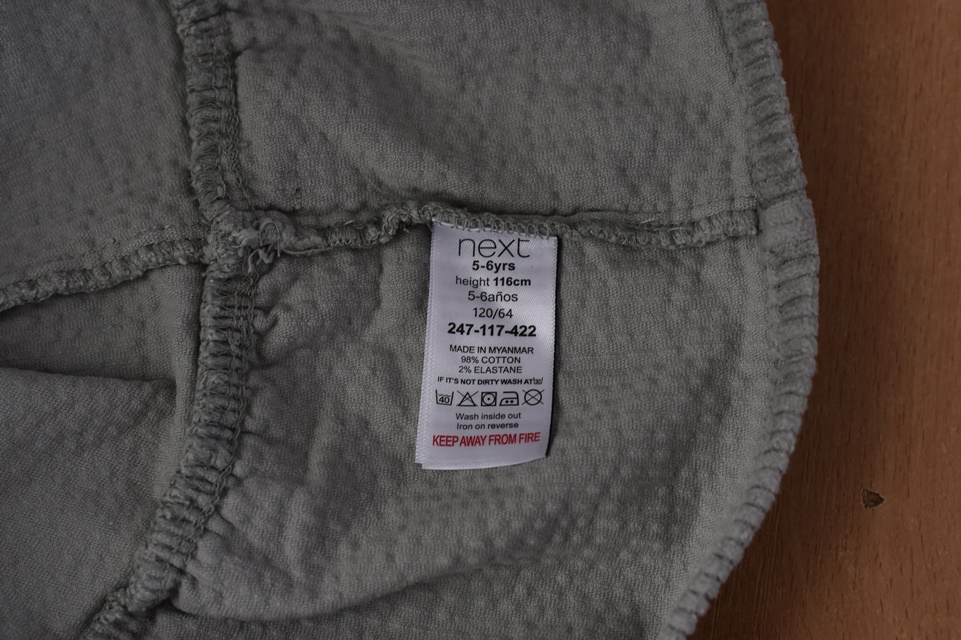 next
5-6yrs
height 116cm
5-6años
120/64
247-117-422
MADE IN MYANMAR
98% COTTON
2% ELASTANE
IF IT'S NOT DIRTY WASH AT
40
Wash inside out
Iron on reverse
KEEP AWAY FROM FIRE